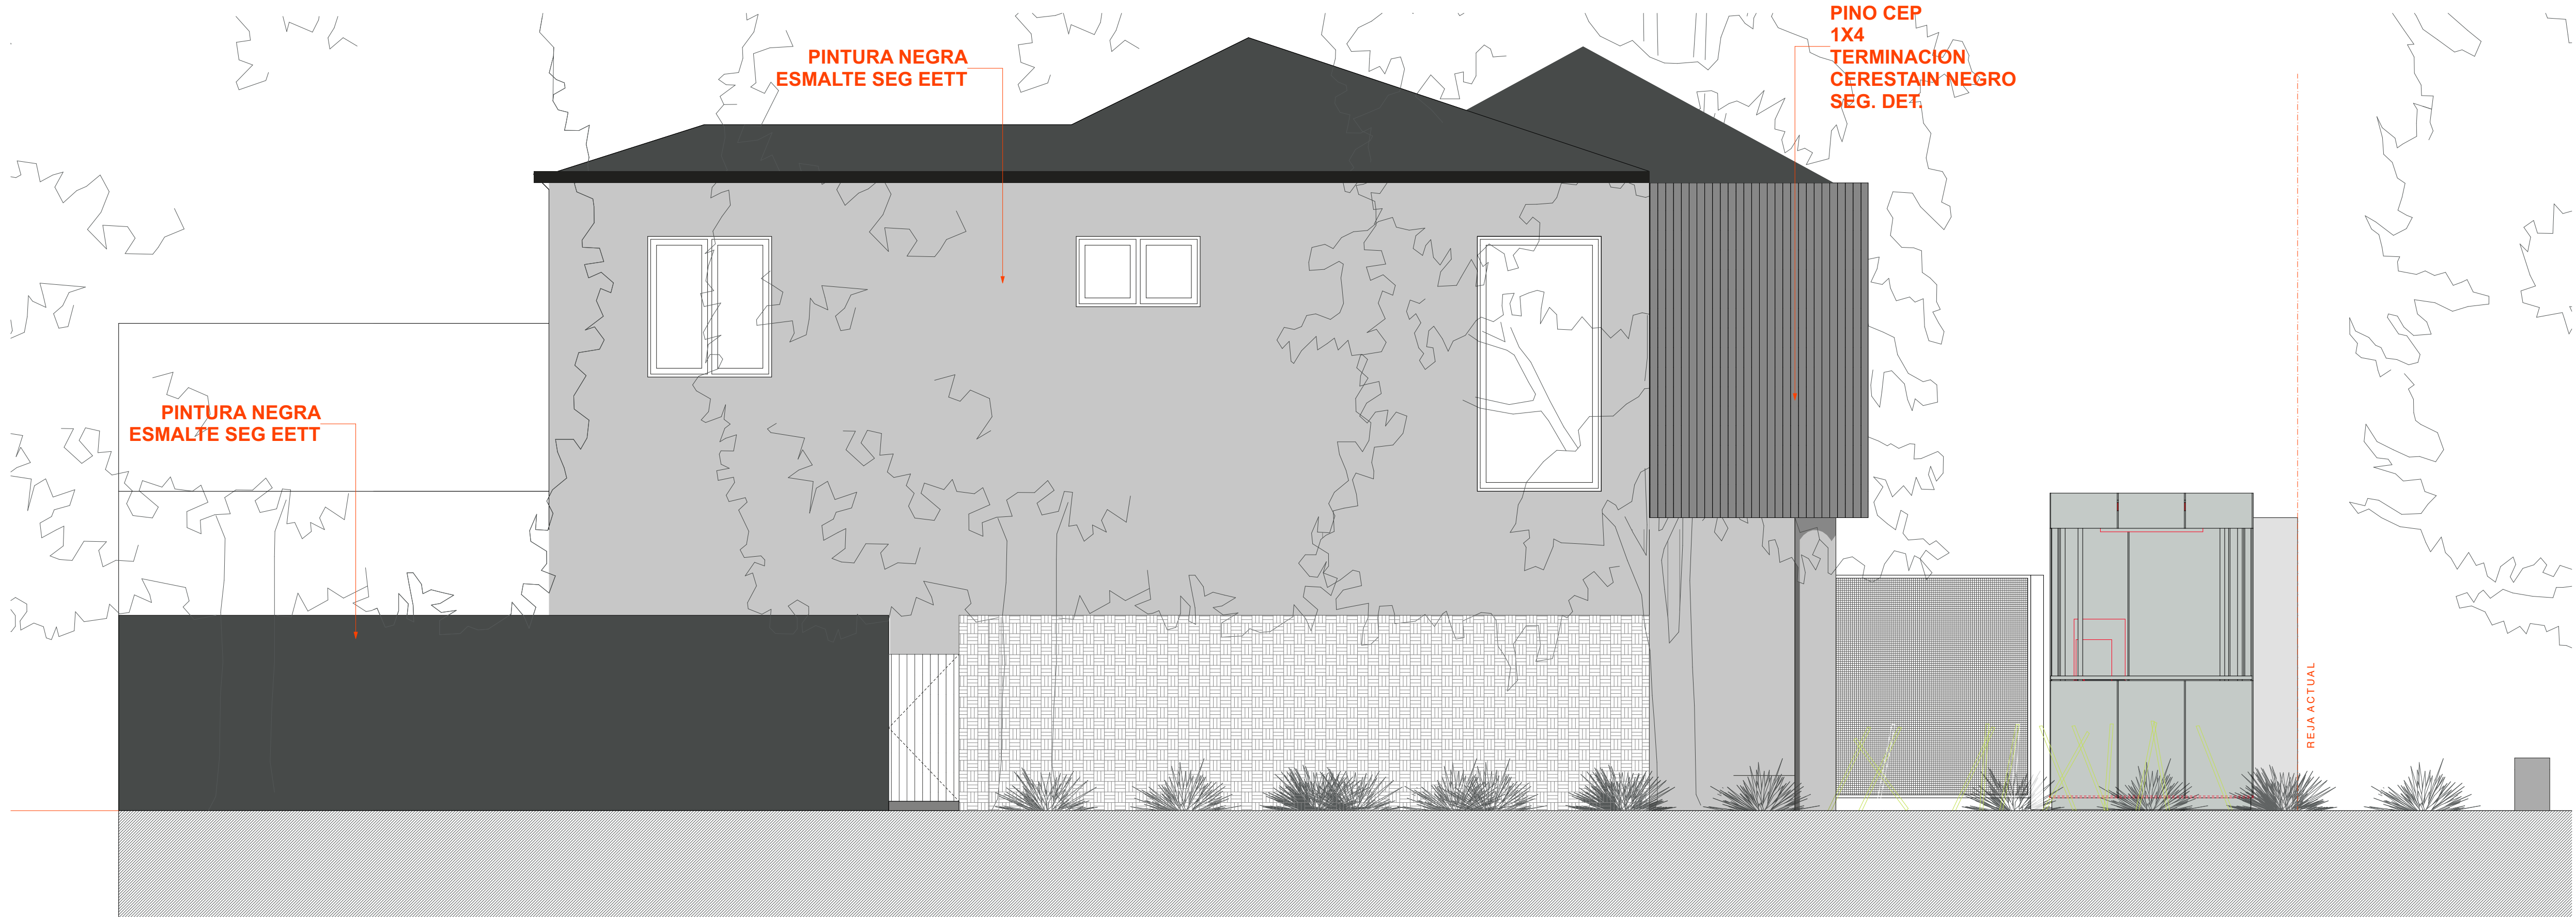 PINTURA NEGRA
ESMALTE SEG EETT
PINO CEP
1X4
TERMINACION
CERESTAIN NEGRO
SEG. DET.
PINTURA NEGRA
ESMALTE SEG EETT
REJA ACTUAL